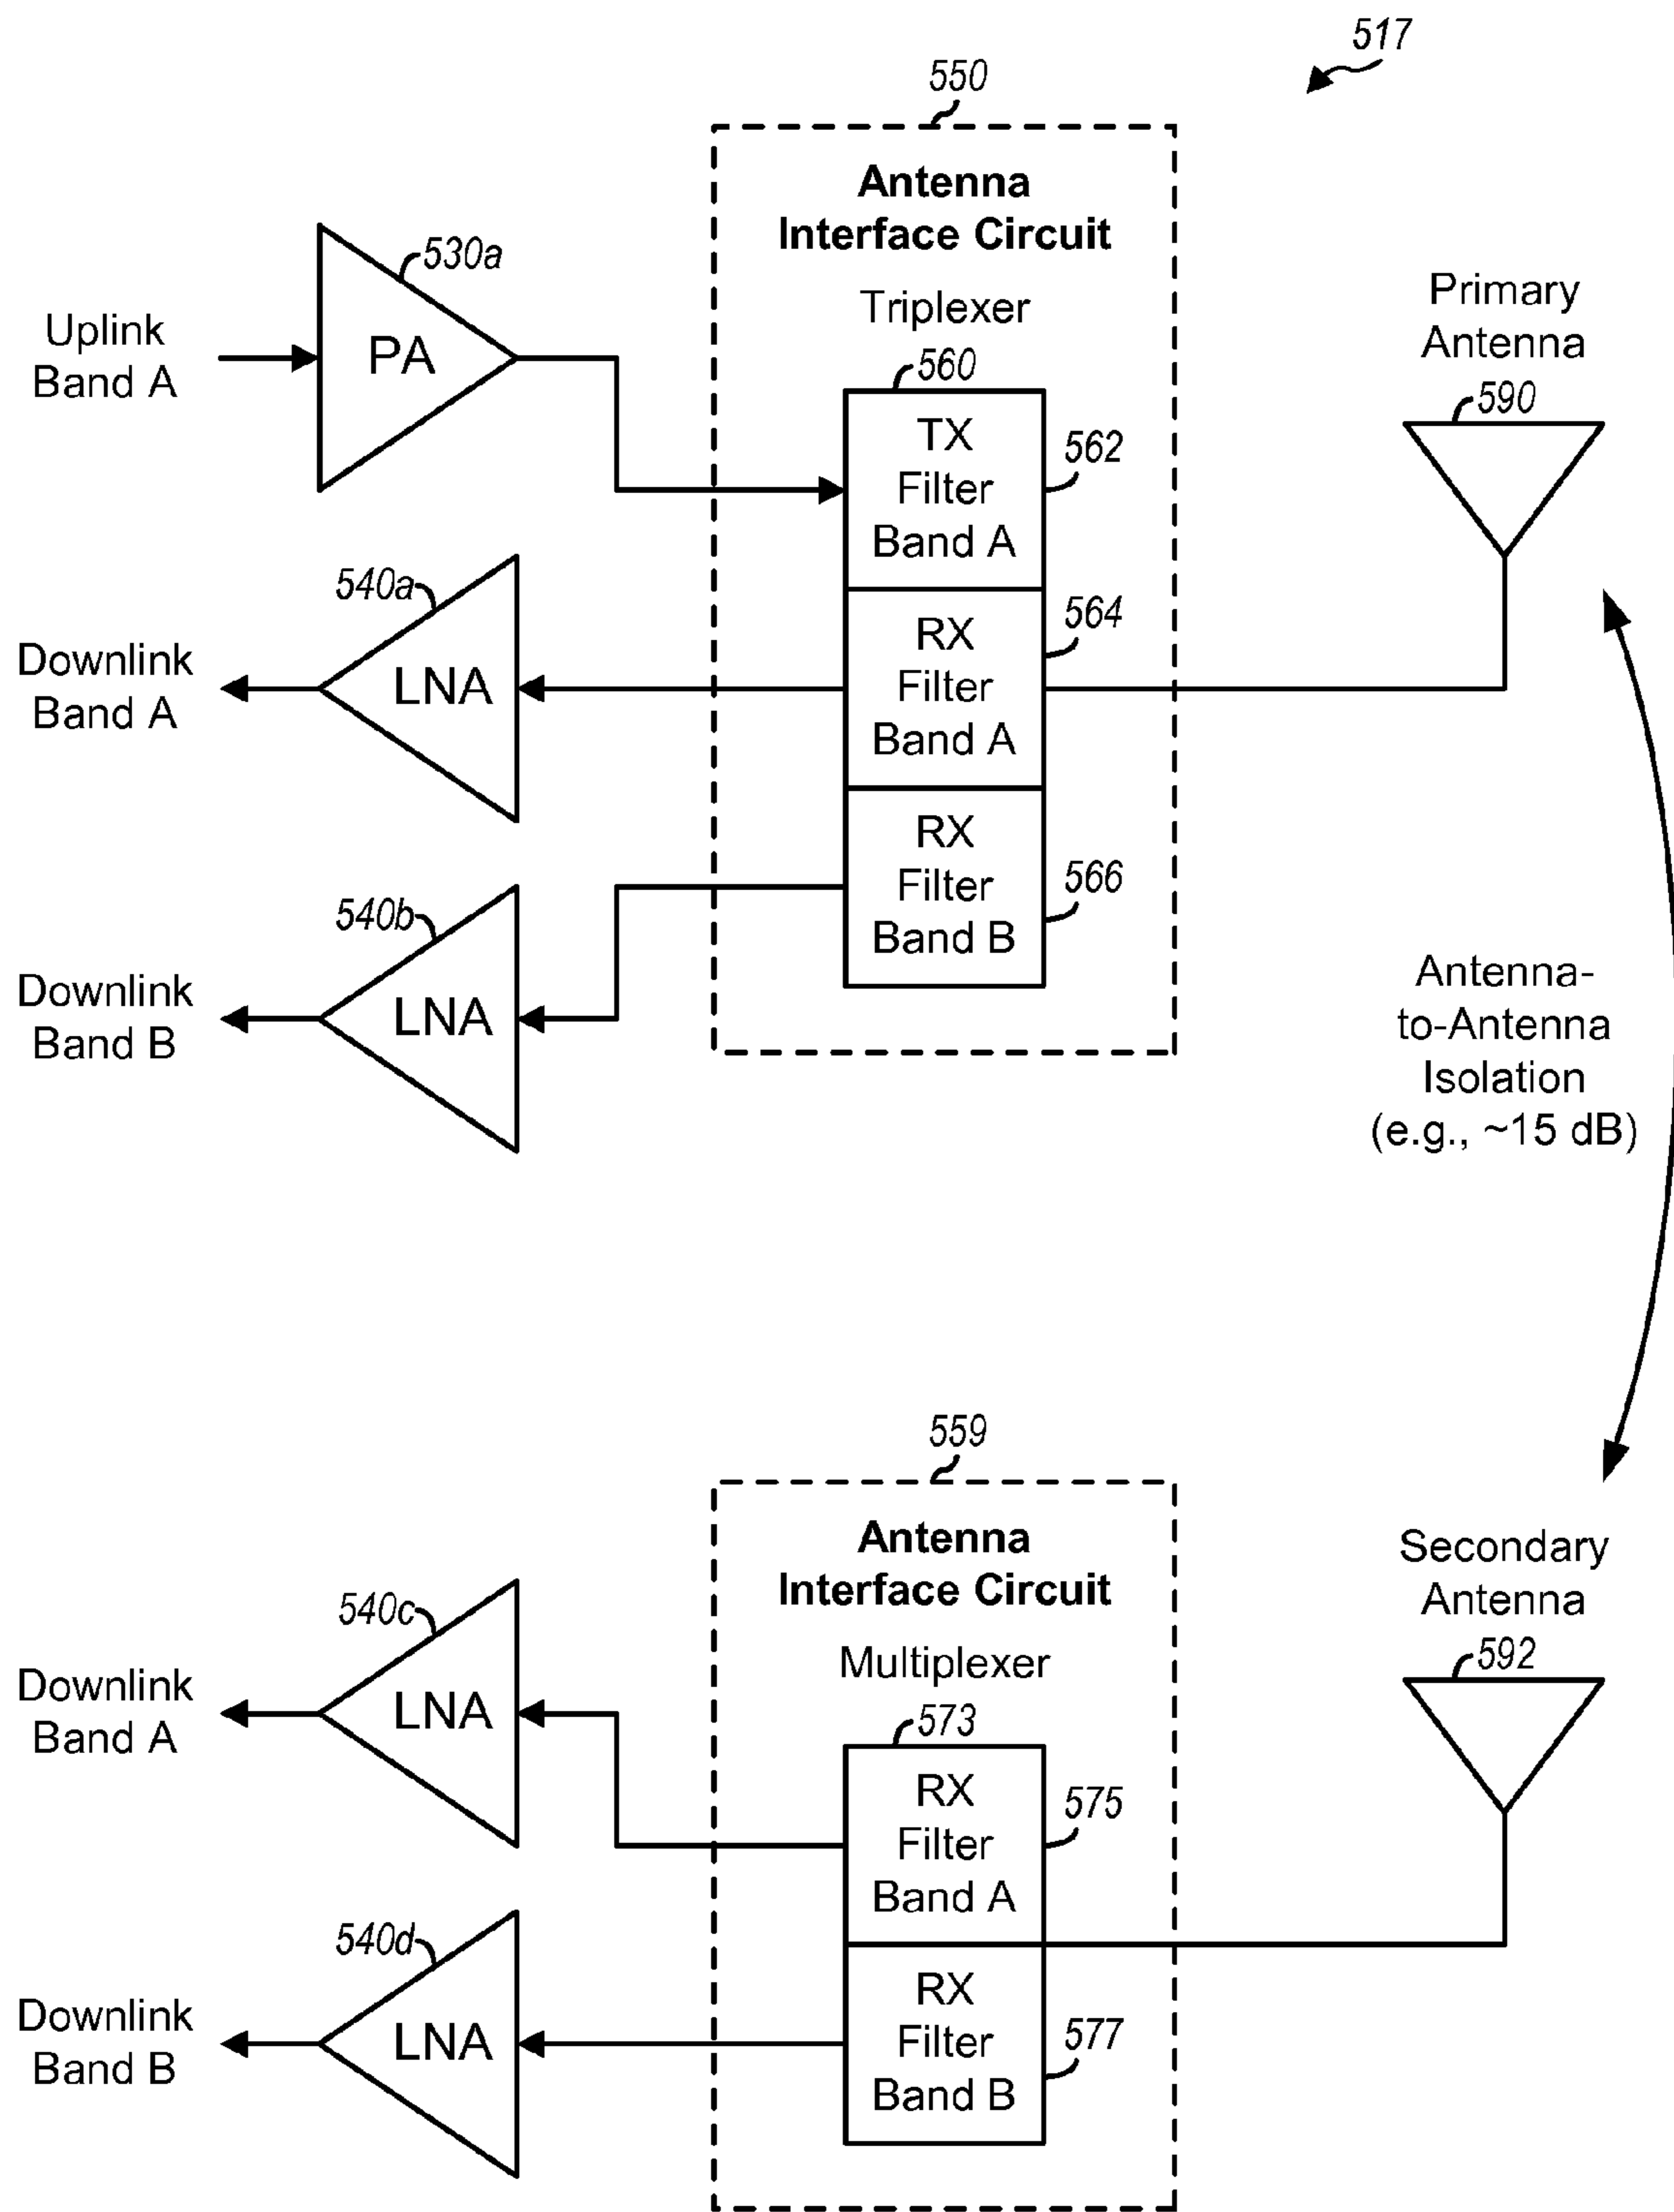 517
550
Antenna
Interface Circuit
Triplexer
560
Uplink
Band A
530a
PA
TX
Filter
Band A
562
Primary
Antenna
590
Downlink
Band A
540a
LNA
RX
Filter
Band A
564
Downlink
Band B
540b
LNA
RX
Filter
Band B
566
Antenna-
to-Antenna
Isolation
(e.g., ~15 dB)
559
Antenna
Interface Circuit
Multiplexer
573
Downlink
Band A
540c
LNA
RX
Filter
Band A
575
Secondary
Antenna
592
Downlink
Band B
540d
LNA
RX
Filter
Band B
577